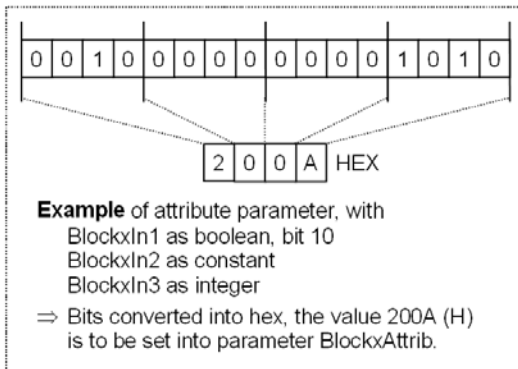 0 0 1 0 0 0 0 0 0 0 0 0 1 0 1 0
2 0 0 A HEX
Example of attribute parameter, with
BlockxIn1 as boolean, bit 10
BlockxIn2 as constant
BlockxIn3 as integer
⇒ Bits converted into hex, the value 200A (H)
is to be set into parameter BlockxAttrib.